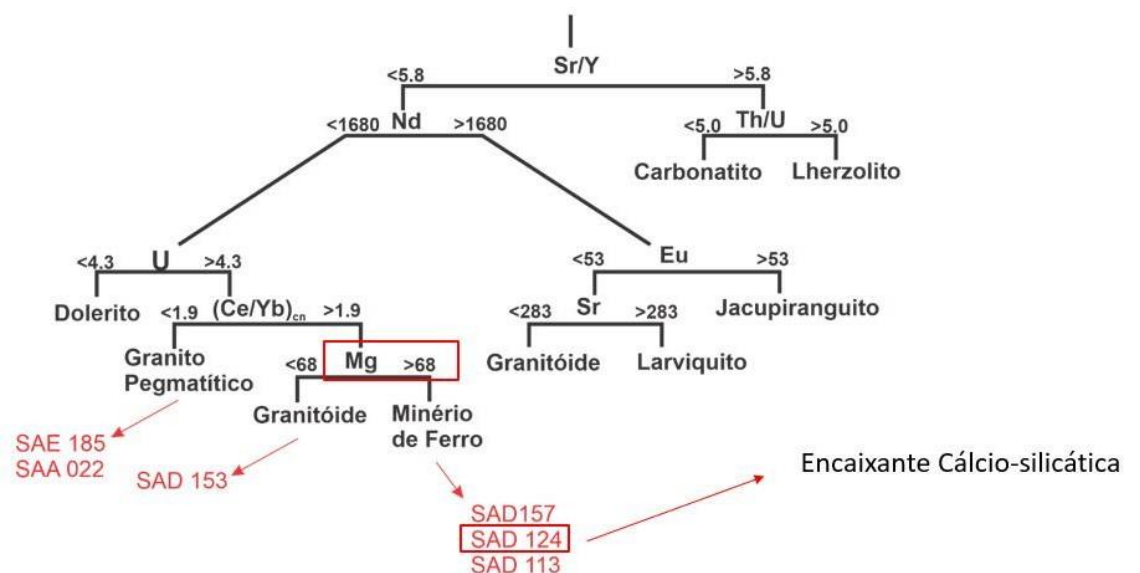 Sr/Y
<5.8 >5.8
<1680 Nd >1680
<5.0 Th/U >5.0
Carbonatito Lherzolito
<4.3 U >4.3
<53 Eu >53
Dolerito
<1.9 (Ce/Yb)cn >1.9
<283 Sr >283
Jacupiranguito
Granito
Pegmatítico
<68 Mg >68
Granitóide Larviquito
Granitóide
Minério
de Ferro
SAE 185
SAA 022
SAD 153
Encaixante Cálcio-silicática
SAD157
SAD 124
SAD 113